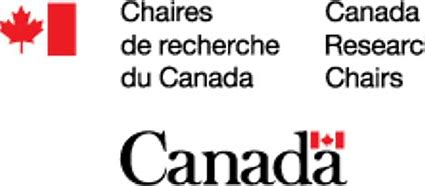 Chaires
de recherche
du Canada
Canada
Researc
Chairs
Canada